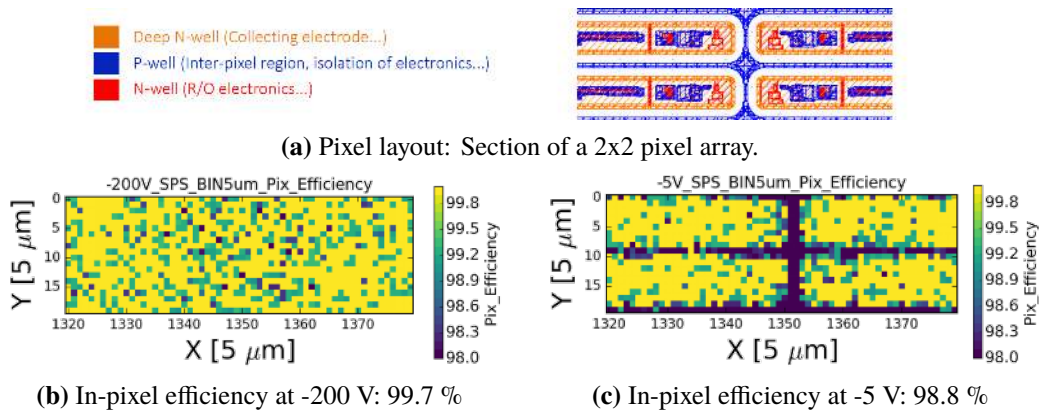 Deep N-well (Collecting electrode...)
P-well (Inter-pixel region, isolation of electronics...)
N-well (R/O electronics...)
(a) Pixel layout: Section of a 2x2 pixel array.
-200V_SPS_BIN5um_Pix_Efficiency
0
5
10
15
Y [5 μm]
1320 1330 1340 1350 1360 1370
X [5 μm]
99.8
99.5
99.2
98.9
98.6
98.3
98.0
Pix_Efficiency
(b) In-pixel efficiency at -200 V: 99.7 %
-5V_SPS_BIN5um_Pix_Efficiency
0
5
10
15
Y [5 μm]
1320 1330 1340 1350 1360 1370
X [5 μm]
99.8
99.5
99.2
98.9
98.6
98.3
98.0
Pix_Efficiency
(c) In-pixel efficiency at -5 V: 98.8 %